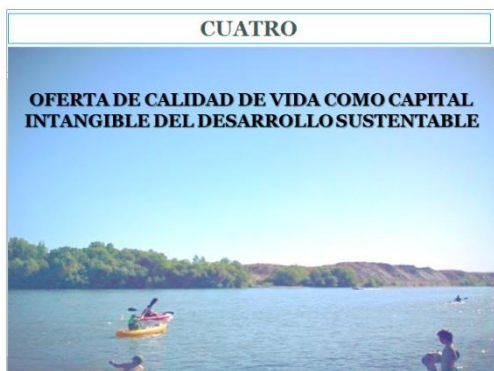 CUATRO
OFERTA DE CALIDAD DE VIDA COMO CAPITAL
INTANGIBLE DEL DESARROLLO SUSTENTABLE